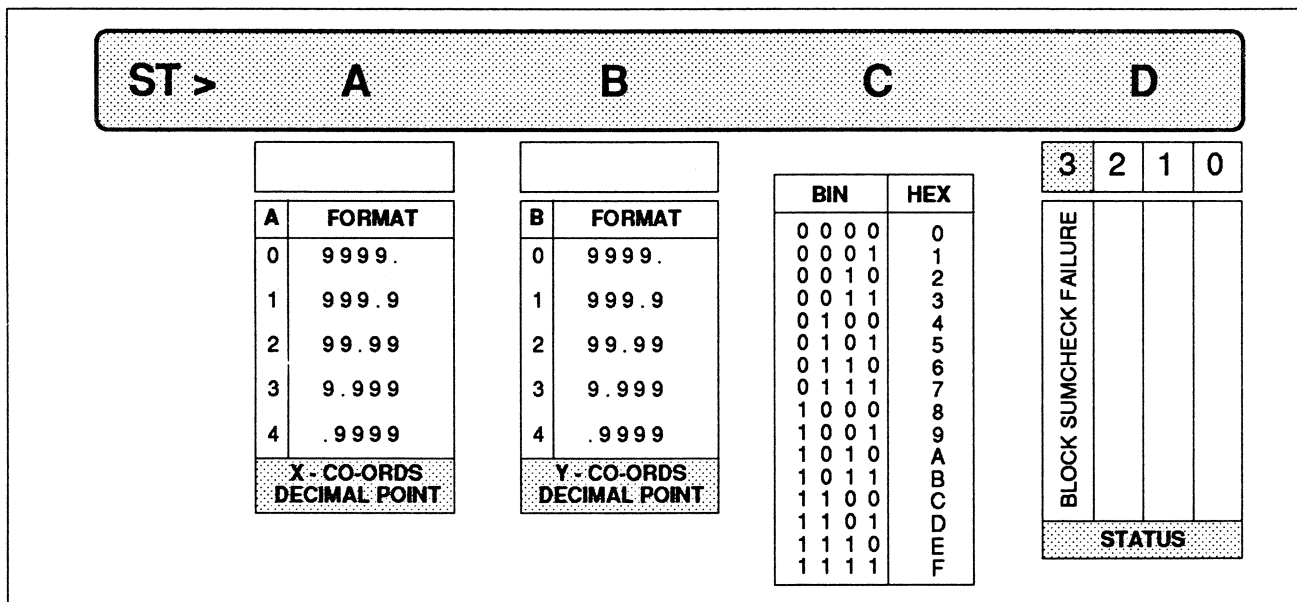 ST > A B C D
3 2 1 0
A FORMAT
0 9999.
1 999.9
2 99.99
3 9.999
4 .9999
X - CO-ORDS
DECIMAL POINT
B FORMAT
0 9999.
1 999.9
2 99.99
3 9.999
4 .9999
Y - CO-ORDS
DECIMAL POINT
BIN HEX
0 0 0 0 0
0 0 0 1 1
0 0 1 0 2
0 0 1 1 3
0 1 0 0 4
0 1 0 1 5
0 1 1 0 6
0 1 1 1 7
1 0 0 0 8
1 0 0 1 9
1 0 1 0 A
1 0 1 1 B
1 1 0 0 C
1 1 0 1 D
1 1 1 0 E
1 1 1 1 F
BLOCK SUMCHECK FAILURE
STATUS